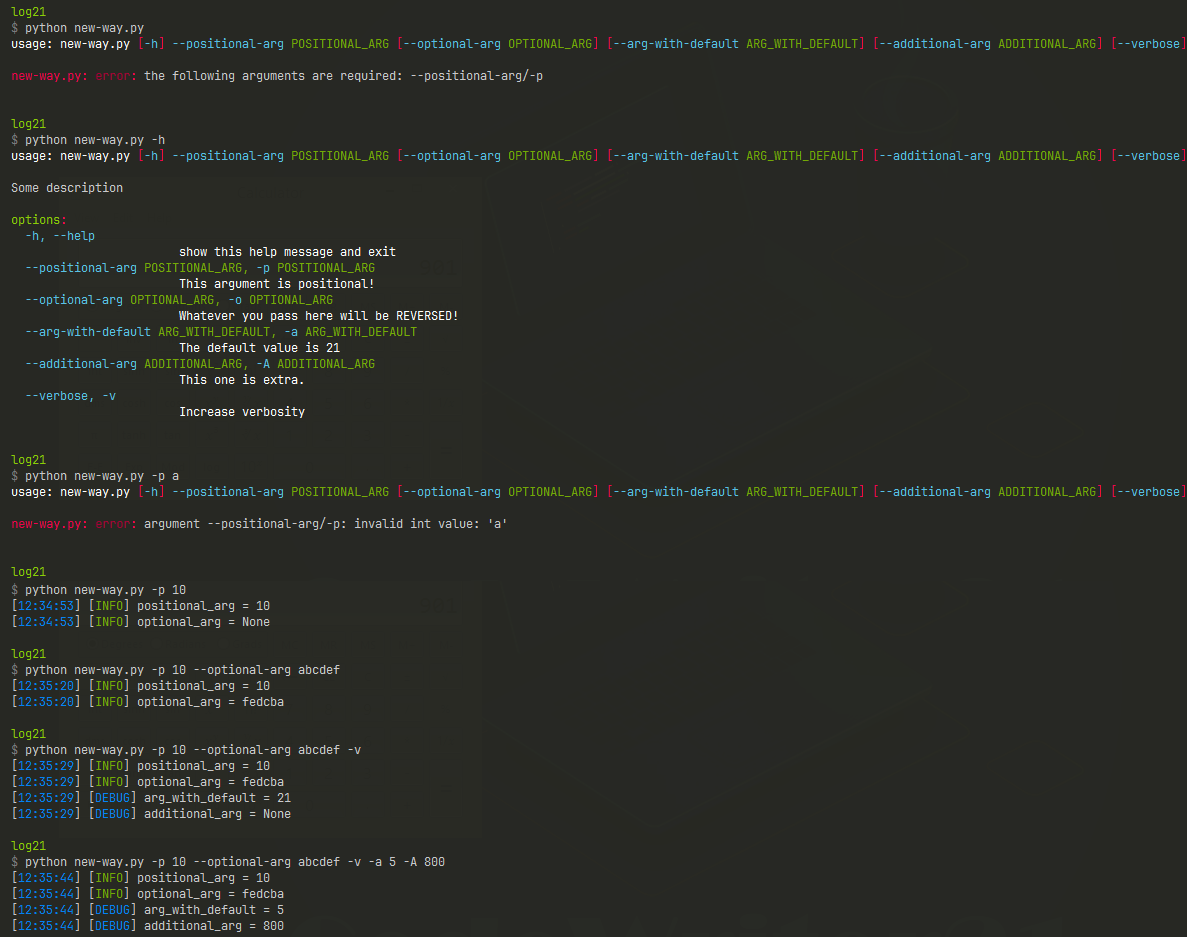 log21
$ python new-way.py
usage: new-way.py [-h] --positional-arg POSITIONAL_ARG [--optional-arg OPTIONAL_ARG] [--arg-with-default ARG_WITH_DEFAULT] [--additional-arg ADDITIONAL_ARG] [--verbose]
new-way.py: error: the following arguments are required: --positional-arg/-p
log21
$ python new-way.py -h
usage: new-way.py [-h] --positional-arg POSITIONAL_ARG [--optional-arg OPTIONAL_ARG] [--arg-with-default ARG_WITH_DEFAULT] [--additional-arg ADDITIONAL_ARG] [--verbose]
Some description
options:
-h, --help
show this help message and exit
--positional-arg POSITIONAL_ARG, -p POSITIONAL_ARG
This argument is positional!
--optional-arg OPTIONAL_ARG, -o OPTIONAL_ARG
Whatever you pass here will be REVERSED!
--arg-with-default ARG_WITH_DEFAULT, -a ARG_WITH_DEFAULT
The default value is 21
--additional-arg ADDITIONAL_ARG, -A ADDITIONAL_ARG
This one is extra.
--verbose, -v
Increase verbosity
log21
$ python new-way.py -p a
usage: new-way.py [-h] --positional-arg POSITIONAL_ARG [--optional-arg OPTIONAL_ARG] [--arg-with-default ARG_WITH_DEFAULT] [--additional-arg ADDITIONAL_ARG] [--verbose]
new-way.py: error: argument --positional-arg/-p: invalid int value: 'a'
log21
$ python new-way.py -p 10
[12:34:53] [INFO] positional_arg = 10
[12:34:53] [INFO] optional_arg = None
log21
$ python new-way.py -p 10 --optional-arg abcdef
[12:35:20] [INFO] positional_arg = 10
[12:35:20] [INFO] optional_arg = fedcba
log21
$ python new-way.py -p 10 --optional-arg abcdef -v
[12:35:29] [INFO] positional_arg = 10
[12:35:29] [INFO] optional_arg = fedcba
[12:35:29] [DEBUG] arg_with_default = 21
[12:35:29] [DEBUG] additional_arg = None
log21
$ python new-way.py -p 10 --optional-arg abcdef -v -a 5 -A 800
[12:35:44] [INFO] positional_arg = 10
[12:35:44] [INFO] optional_arg = fedcba
[12:35:44] [DEBUG] arg_with_default = 5
[12:35:44] [DEBUG] additional_arg = 800